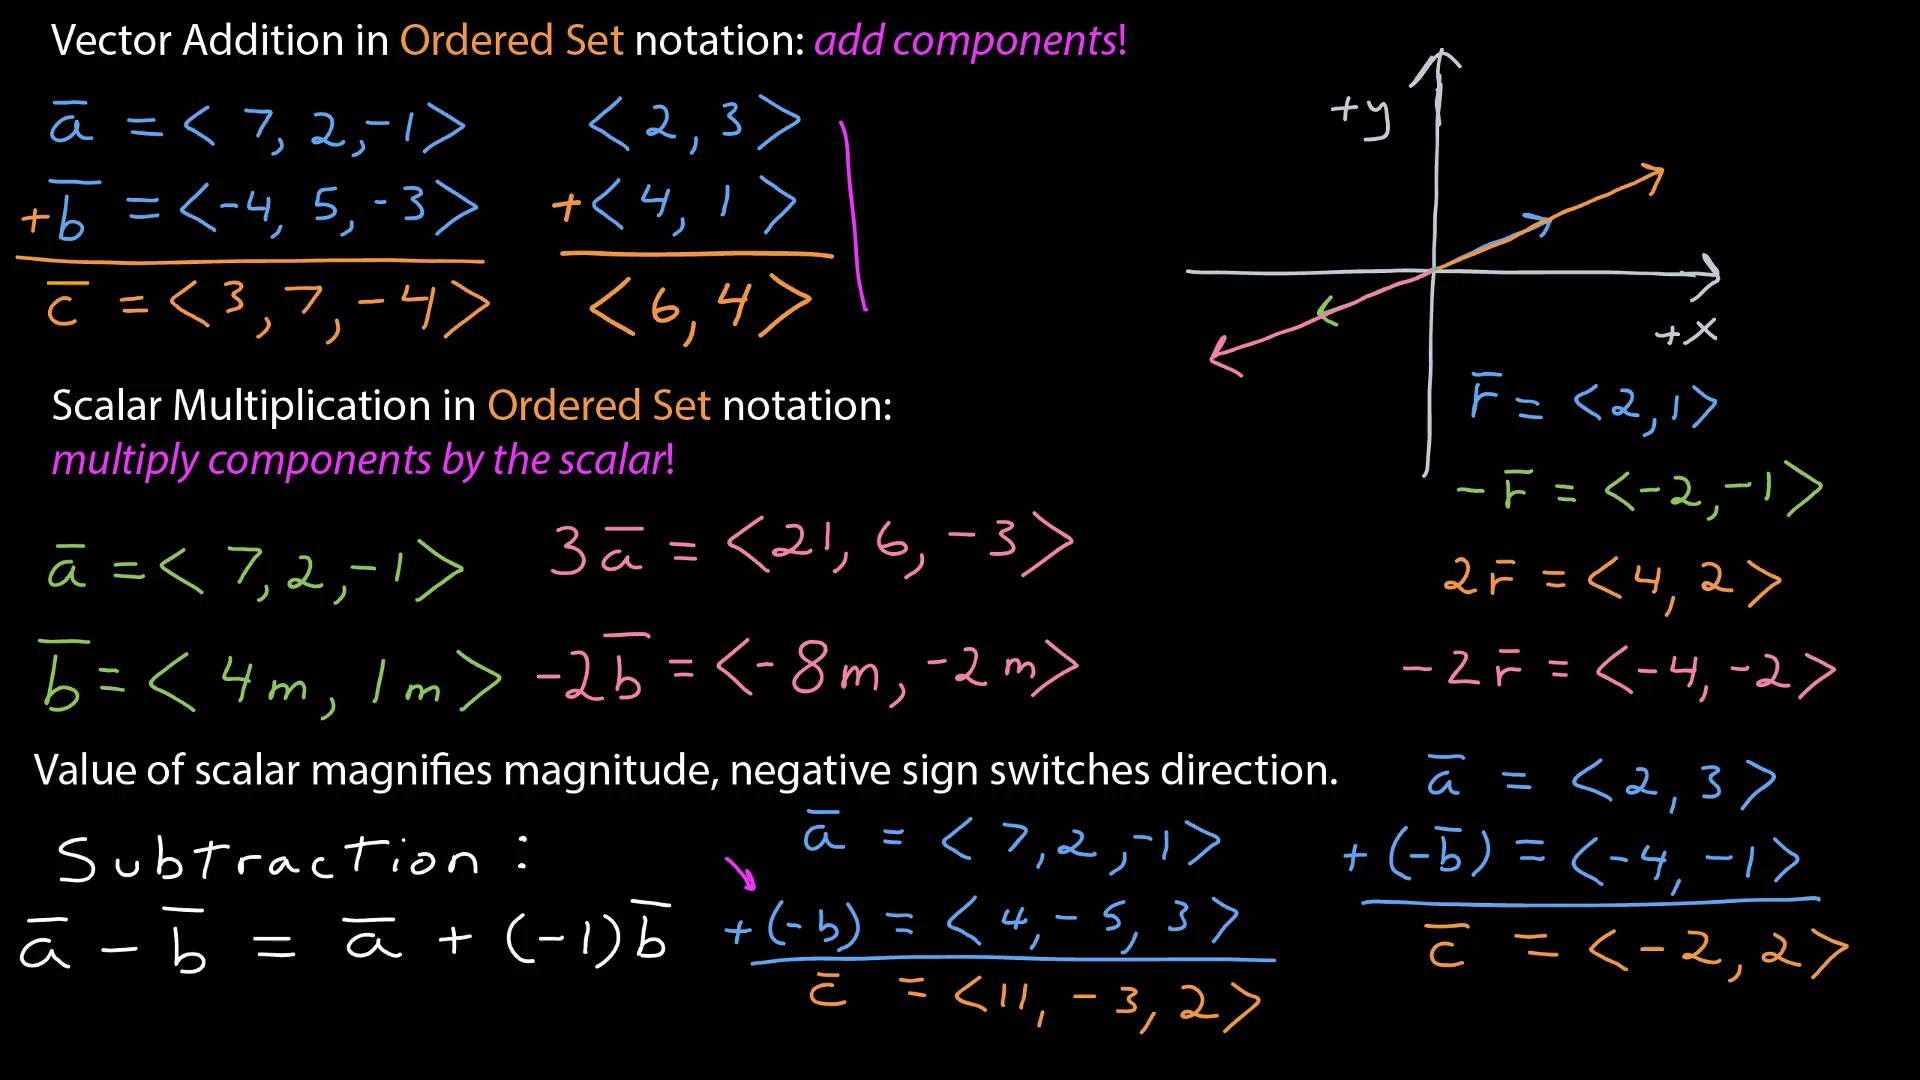 Vector Addition in Ordered Set notation: add components!
a̅ = < 7, 2, -1 >
+ b̅ = < -4, 5, -3 >
c̅ = < 3, 7, -4 >
< 2, 3 >
+ < 4, 1 >
< 6, 4 >
+y
+x
r̅ = < 2, 1 >
-r̅ = < -2, -1 >
2r̅ = < 4, 2 >
-2r̅ = < -4, -2 >
Scalar Multiplication in Ordered Set notation:
multiply components by the scalar!
a̅ = < 7, 2, -1 >
3a̅ = < 21, 6, -3 >
b̅ = < 4m, 1m >
-2b̅ = < -8m, -2m >
Value of scalar magnifies magnitude, negative sign switches direction.
Subtraction:
a̅ - b̅ = a̅ + (-1)b̅
a̅ = < 7, 2, -1 >
+ (-b) = < 4, -5, 3 >
c̅ = < 11, -3, 2 >
a̅ = < 2, 3 >
+ (-b̅) = < -4, -1 >
c̅ = < -2, 2 >